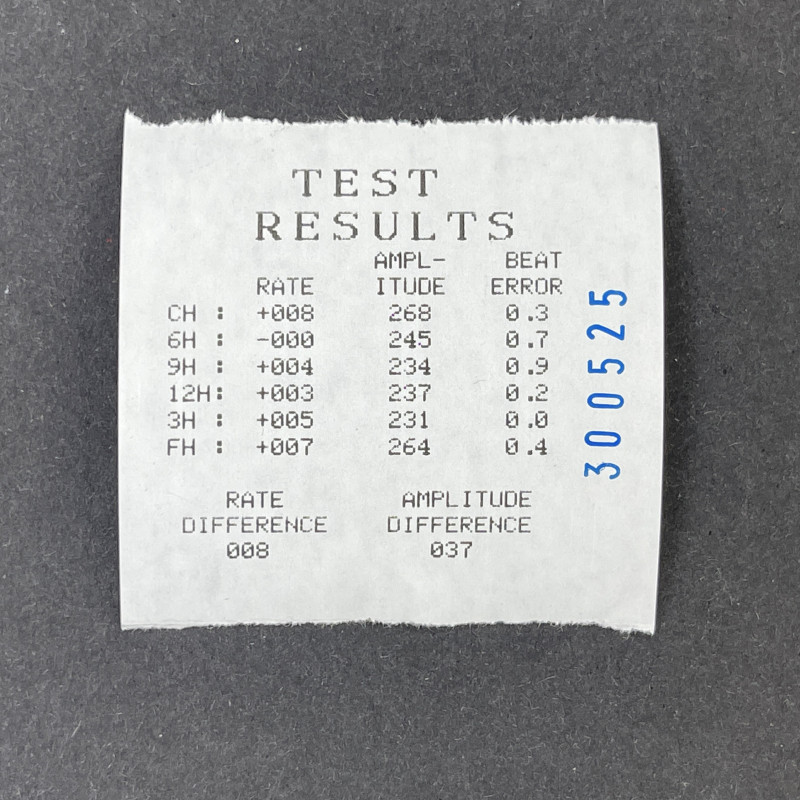 TEST
RESULTS
AMPL- BEAT
RATE ITUDE ERROR
CH : +008 268 0.3
6H : -000 245 0.7
9H : +004 234 0.9
12H: +003 237 0.2
3H : +005 231 0.0
FH : +007 264 0.4
RATE AMPLITUDE
DIFFERENCE DIFFERENCE
008 037
300525